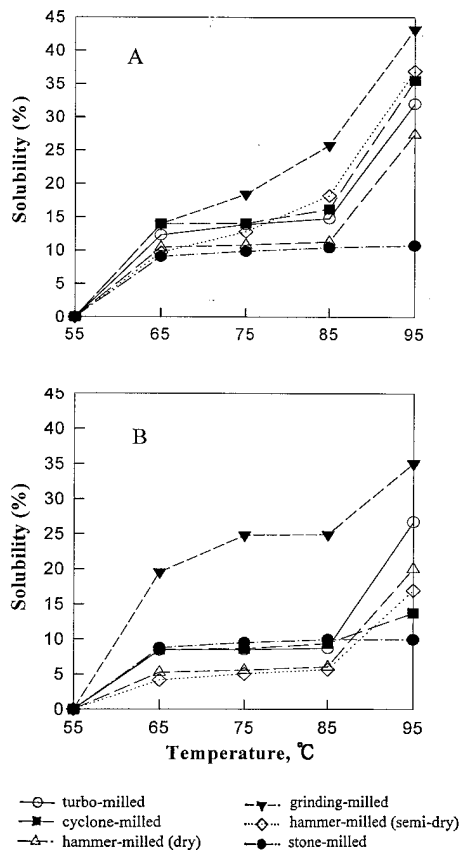 45
A
40
35
30
25
20
15
10
5
0
Solubility (%)
55 65 75 85 95
45
B
40
35
30
25
20
15
10
5
0
Solubility (%)
55 65 75 85 95
Temperature, ℃
turbo-milled
cyclone-milled
hammer-milled (dry)
grinding-milled
hammer-milled (semi-dry)
stone-milled